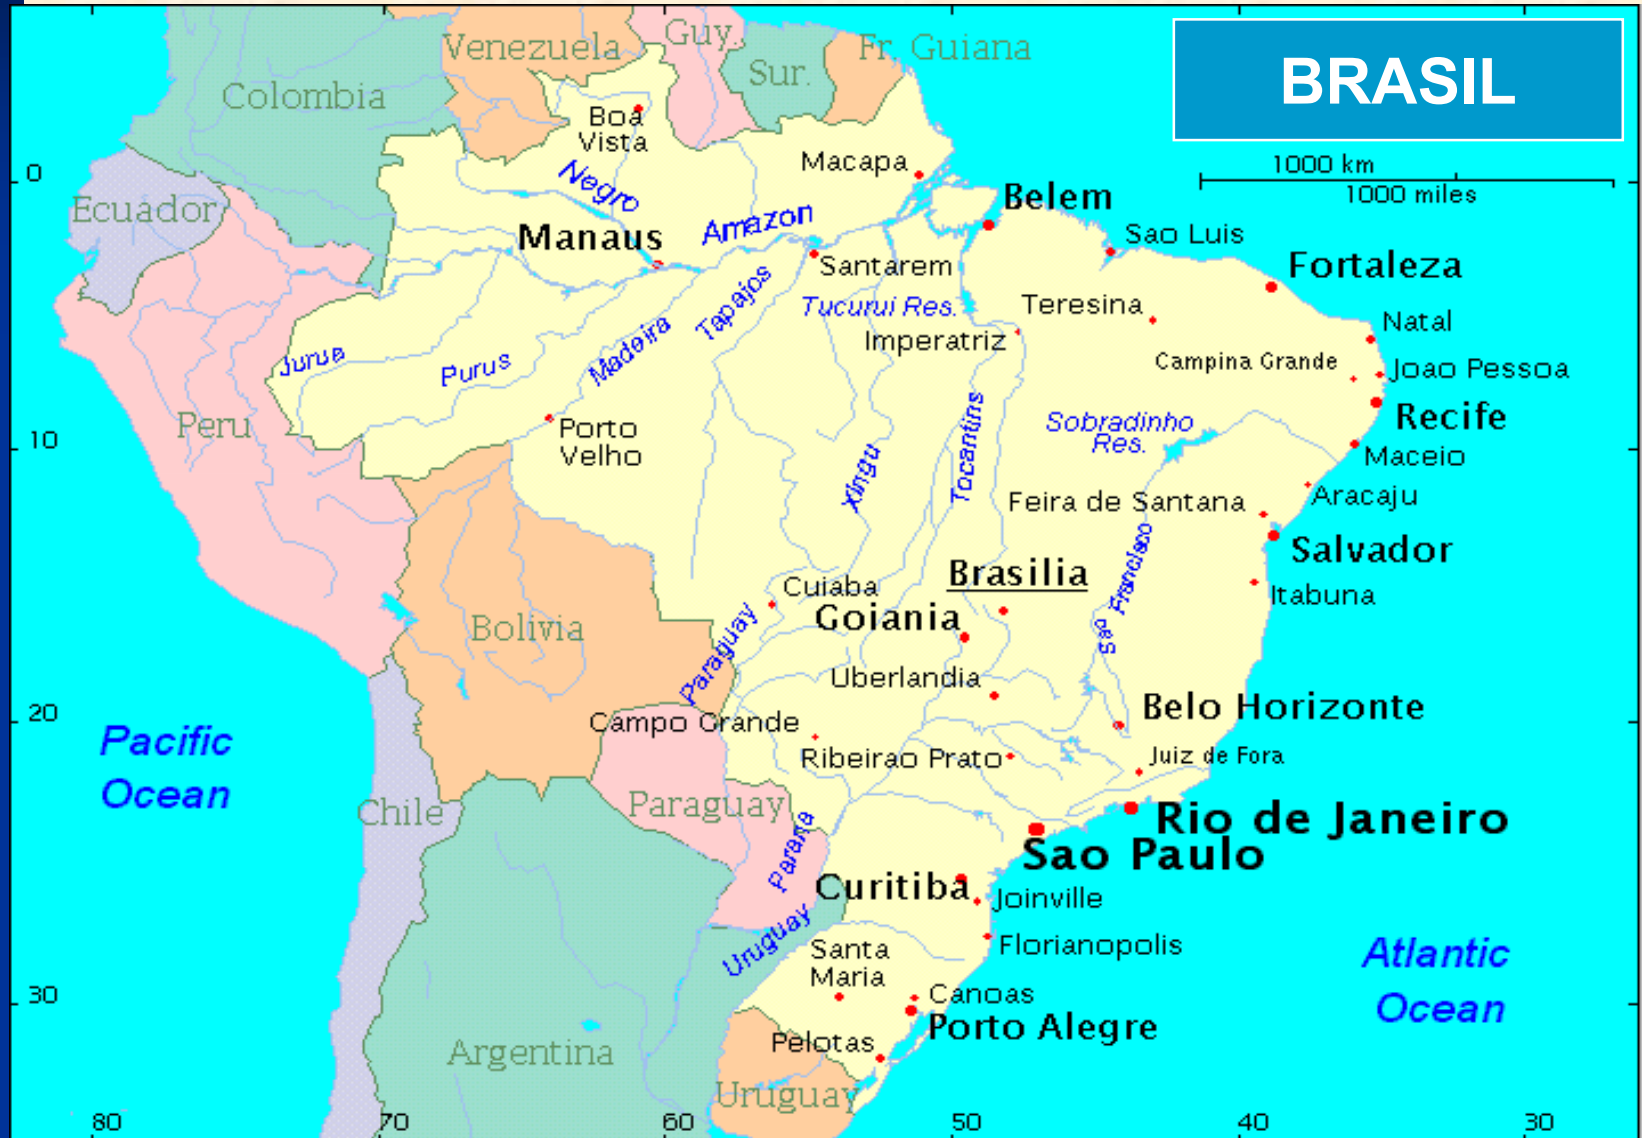 BRASIL
Venezuela
Guy.
Sur.
Fr. Guiana
Colombia
Boa
Vista
Macapa
1000 km
1000 miles
0
Ecuador
Negro
Amazon
Belem
Manaus
Sao Luis
Santarem
Fortaleza
Tapajos
Tucurui Res.
Teresina
Natal
Imperatriz
Madeira
Jurua
Purus
Campina Grande
Joao Pessoa
Peru
Porto
Velho
Tocantins
Sobradinho
Res.
Recife
10
Xingu
Maceio
Feira de Santana
Aracaju
Salvador
Sao Francisco
Cuiaba
Brasilia
Itabuna
Goiania
Bolivia
Paraguay
Uberlandia
20
Campo Grande
Belo Horizonte
Pacific
Ocean
Ribeirao Prato
Juiz de Fora
Chile
Paraguay
Rio de Janeiro
Sao Paulo
Parana
Curitiba
Joinville
Uruguay
Santa
Maria
Florianopolis
Atlantic
Ocean
30
Canoas
Porto Alegre
Argentina
Pelotas
Uruguay
80
70
60
50
40
30